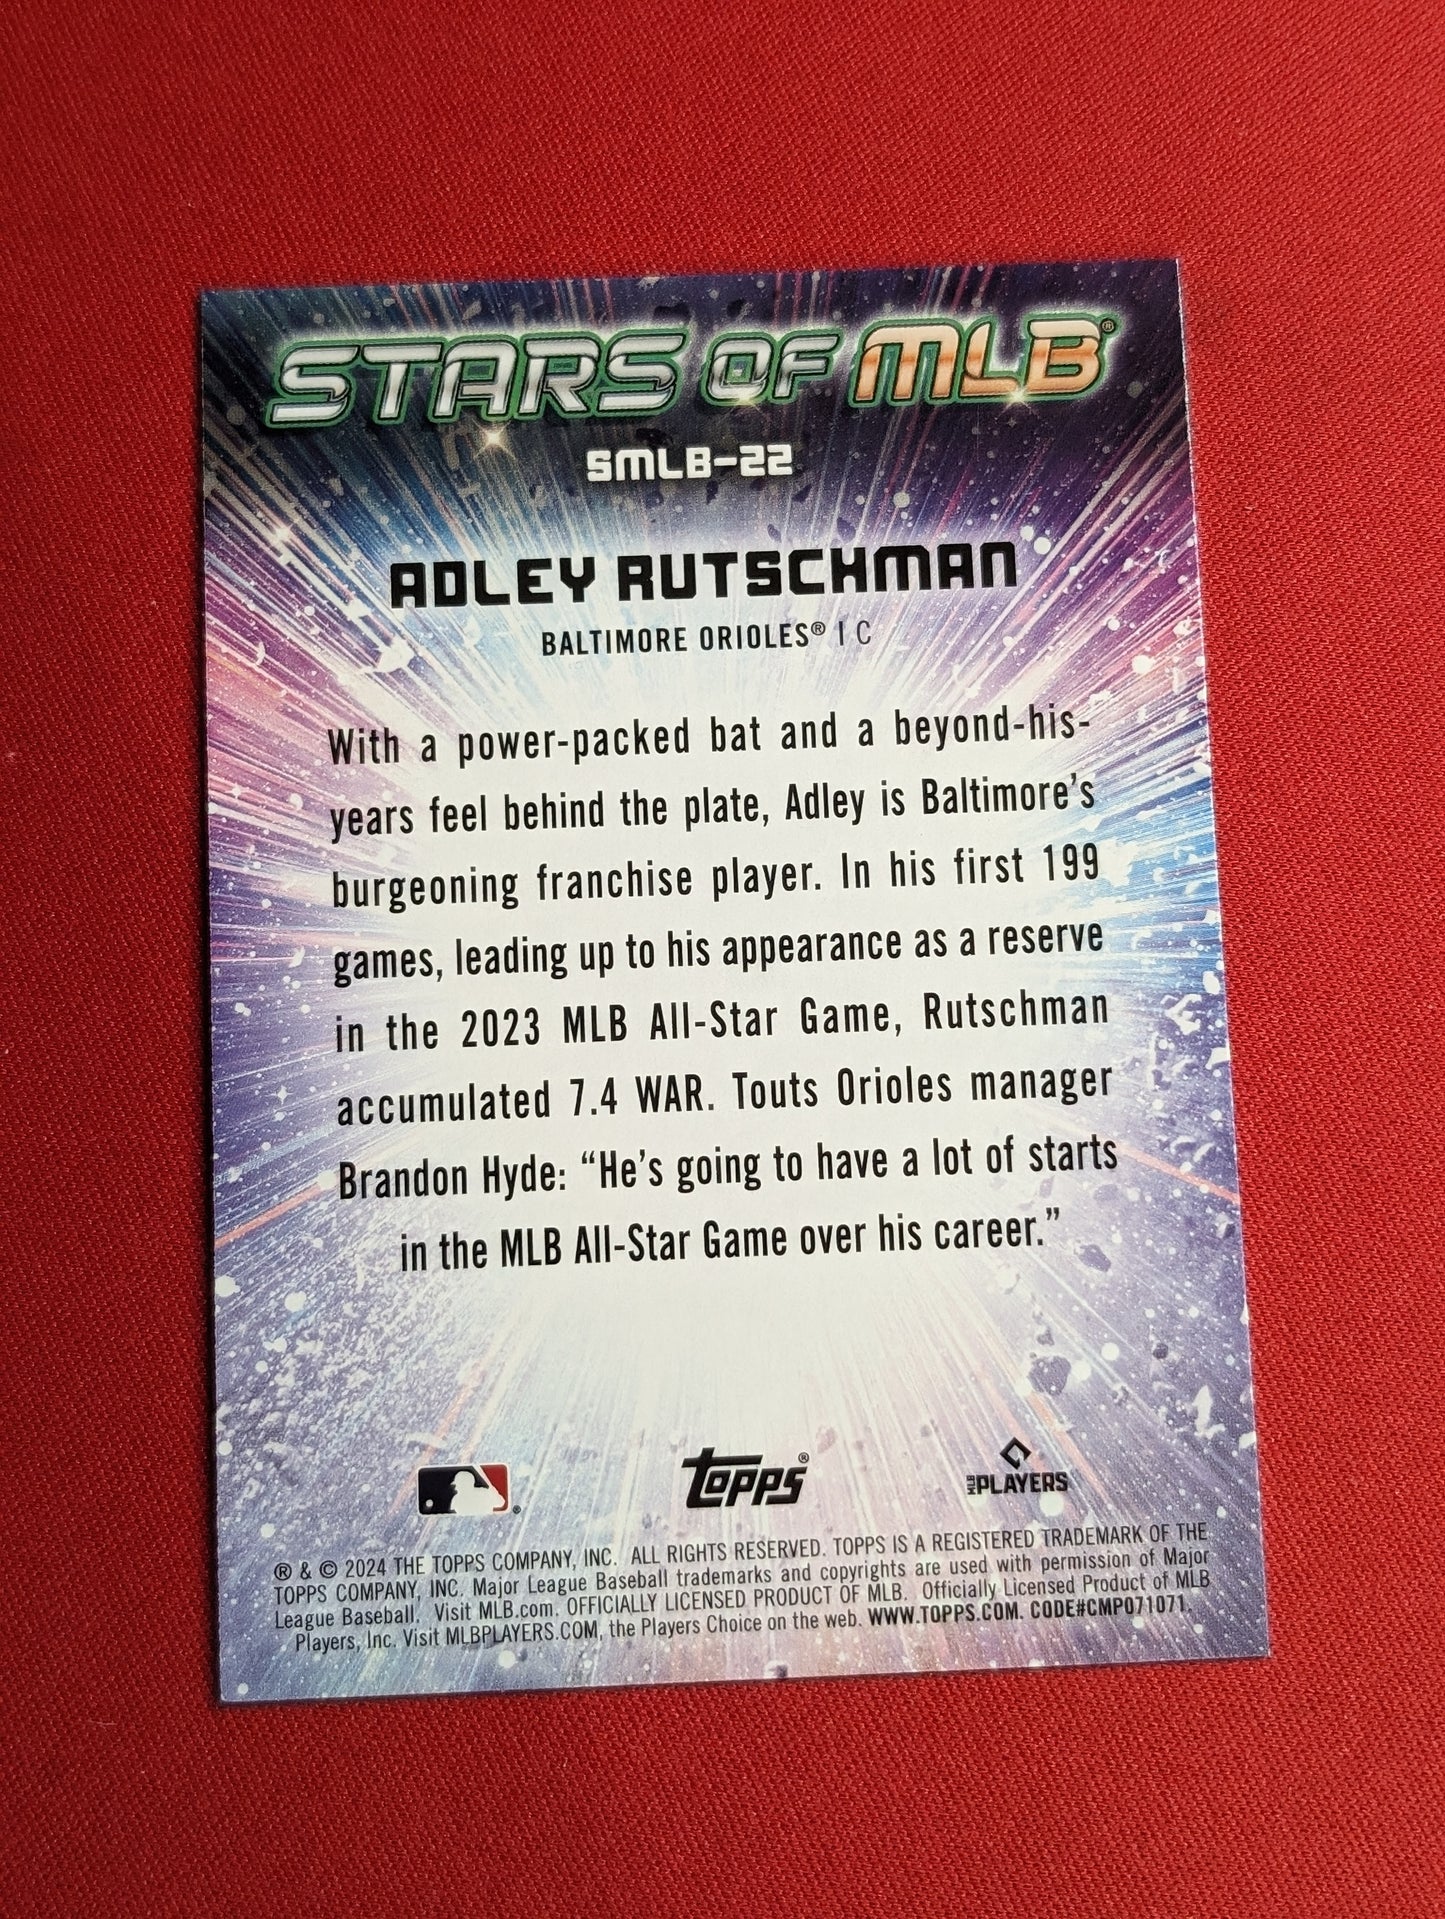 STARS OF MLB®
SMLB-22
ADLEY RUTSCHMAN
BALTIMORE ORIOLES® | C
With a power-packed bat and a beyond-his-
years feel behind the plate, Adley is Baltimore's
burgeoning franchise player. In his first 199
games, leading up to his appearance as a reserve
in the 2023 MLB All-Star Game, Rutschman
accumulated 7.4 WAR. Touts Orioles manager
Brandon Hyde: “He's going to have a lot of starts
in the MLB All-Star Game over his career.”
®
topps®
MLB PLAYERS
® & © 2024 THE TOPPS COMPANY, INC. ALL RIGHTS RESERVED. TOPPS IS A REGISTERED TRADEMARK OF THE
TOPPS COMPANY, INC. Major League Baseball trademarks and copyrights are used with permission of Major
League Baseball. Visit MLB.com. OFFICIALLY LICENSED PRODUCT OF MLB. Officially Licensed Product of MLB
Players, Inc. Visit MLBPLAYERS.COM, the Players Choice on the web. WWW.TOPPS.COM. CODE#CMP071071.